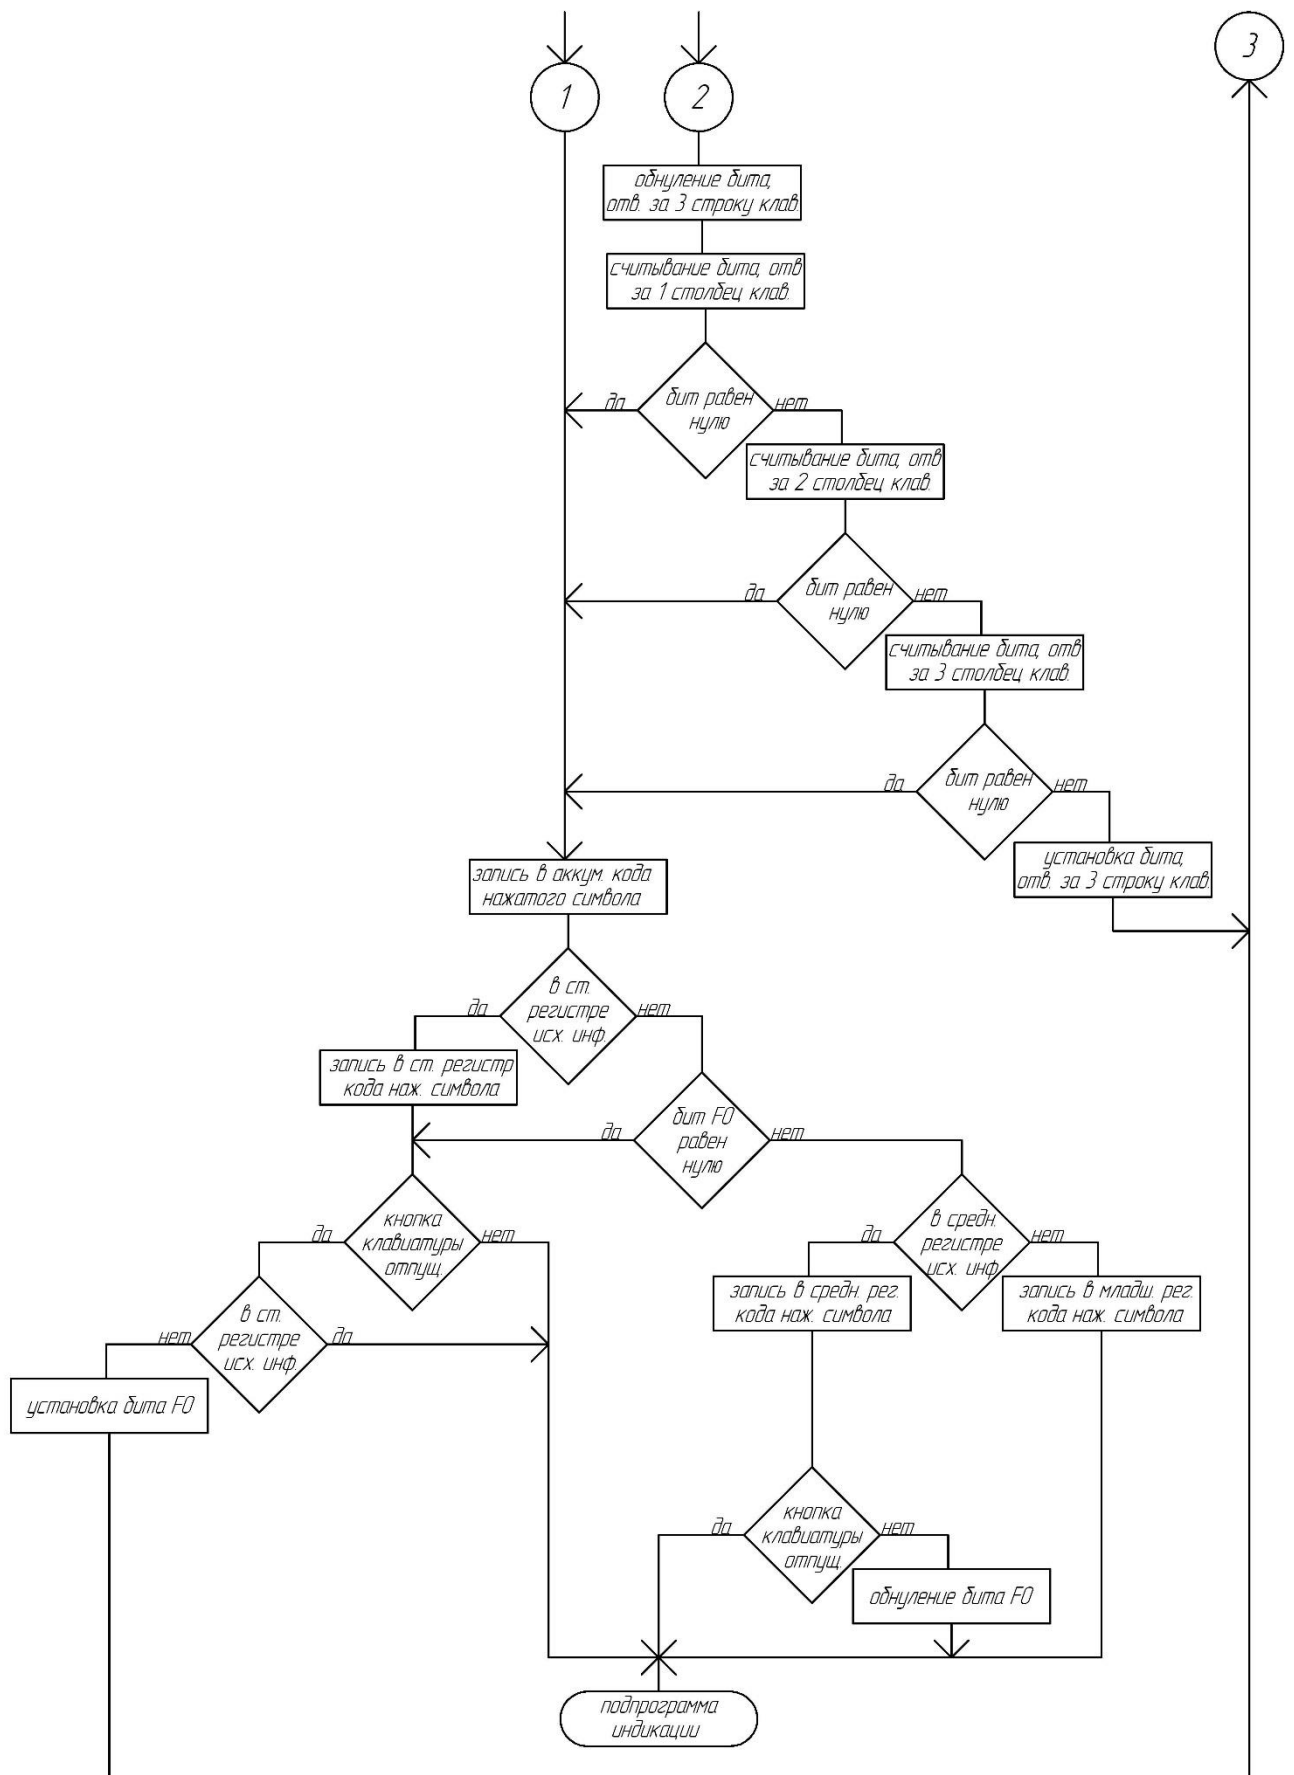 1
2
3
обнуление бита,
отв. за 3 строку клав.
считывание бита, отв
за 1 столбец клав.
бит равен
нулю
да
нет
считывание бита, отв
за 2 столбец клав.
бит равен
нулю
да
нет
считывание бита, отв
за 3 столбец клав.
бит равен
нулю
да
нет
установка бита,
отв. за 3 строку клав.
запись в аккум. кода
нажатого символа
в ст.
регистре
исх. инф.
да
нет
запись в ст. регистр
кода наж. символа
бит F0
равен
нулю
да
нет
кнопка
клавиатуры
отпущ.
да
нет
в средн.
регистре
исх. инф.
да
нет
запись в средн. рег.
кода наж. символа
запись в младш. рег.
кода наж. символа
в ст.
регистре
исх. инф.
нет
да
установка бита F0
кнопка
клавиатуры
отпущ.
да
нет
обнуление бита F0
подпрограмма
индикации